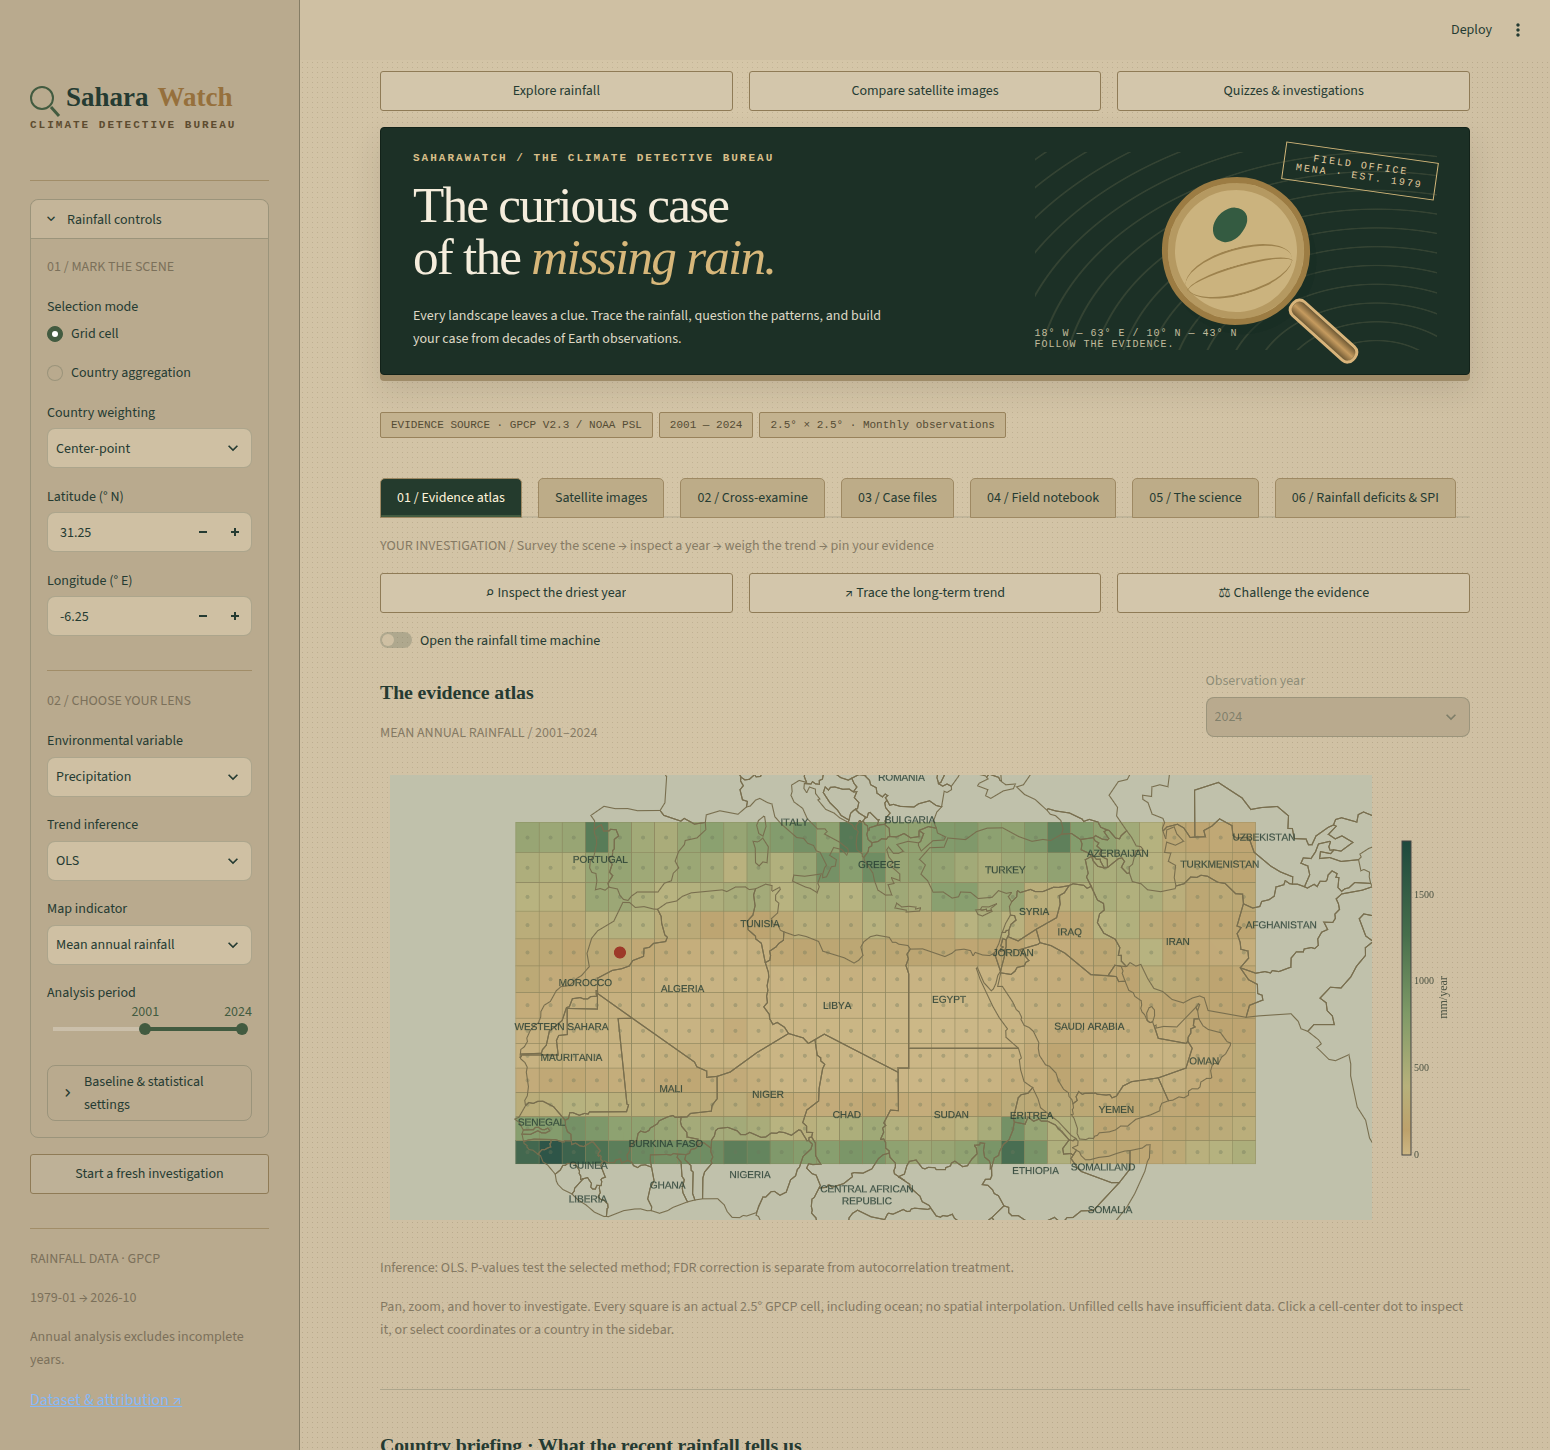 Deploy
Sahara Watch
CLIMATE DETECTIVE BUREAU
Rainfall controls
01 / MARK THE SCENE
Selection mode
Grid cell
Country aggregation
Country weighting
Center-point
Latitude (° N)
31.25
Longitude (° E)
-6.25
02 / CHOOSE YOUR LENS
Environmental variable
Precipitation
Trend inference
OLS
Map indicator
Mean annual rainfall
Analysis period
2001 2024
Baseline & statistical
settings
Start a fresh investigation
RAINFALL DATA · GPCP
1979-01 → 2026-10
Annual analysis excludes incomplete
years.
Dataset & attribution ↗
Explore rainfall
Compare satellite images
Quizzes & investigations
SAHARAWATCH / THE CLIMATE DETECTIVE BUREAU
The curious case
of the missing rain.
Every landscape leaves a clue. Trace the rainfall, question the patterns, and build
your case from decades of Earth observations.
FIELD OFFICE
MENA · EST. 1979
18° W — 63° E / 10° N — 43° N
FOLLOW THE EVIDENCE.
EVIDENCE SOURCE · GPCP V2.3 / NOAA PSL
2001 — 2024
2.5° × 2.5° · Monthly observations
01 / Evidence atlas
Satellite images
02 / Cross-examine
03 / Case files
04 / Field notebook
05 / The science
06 / Rainfall deficits & SPI
YOUR INVESTIGATION / Survey the scene → inspect a year → weigh the trend → pin your evidence
⌕ Inspect the driest year
↗ Trace the long-term trend
⚖ Challenge the evidence
Open the rainfall time machine
The evidence atlas
Observation year
2024
MEAN ANNUAL RAINFALL / 2001–2024
ROMANIA
ITALY
BULGARIA
UZBEKISTAN
PORTUGAL
GREECE
TURKEY
AZERBAIJAN
TURKMENISTAN
TUNISIA
SYRIA
IRAQ
AFGHANISTAN
IRAN
JORDAN
MOROCCO
ALGERIA
LIBYA
EGYPT
WESTERN SAHARA
SAUDI ARABIA
MAURITANIA
OMAN
MALI
NIGER
CHAD
SUDAN
ERITREA
YEMEN
SENEGAL
BURKINA FASO
GUINEA
NIGERIA
ETHIOPIA
SOMALILAND
GHANA
CENTRAL AFRICAN
REPUBLIC
LIBERIA
SOMALIA
1500
1000
500
0
mm/year
Inference: OLS. P-values test the selected method; FDR correction is separate from autocorrelation treatment.
Pan, zoom, and hover to investigate. Every square is an actual 2.5° GPCP cell, including ocean; no spatial interpolation. Unfilled cells have insufficient data. Click a cell-center dot to inspect
it, or select coordinates or a country in the sidebar.
Country briefing · What the recent rainfall tells us